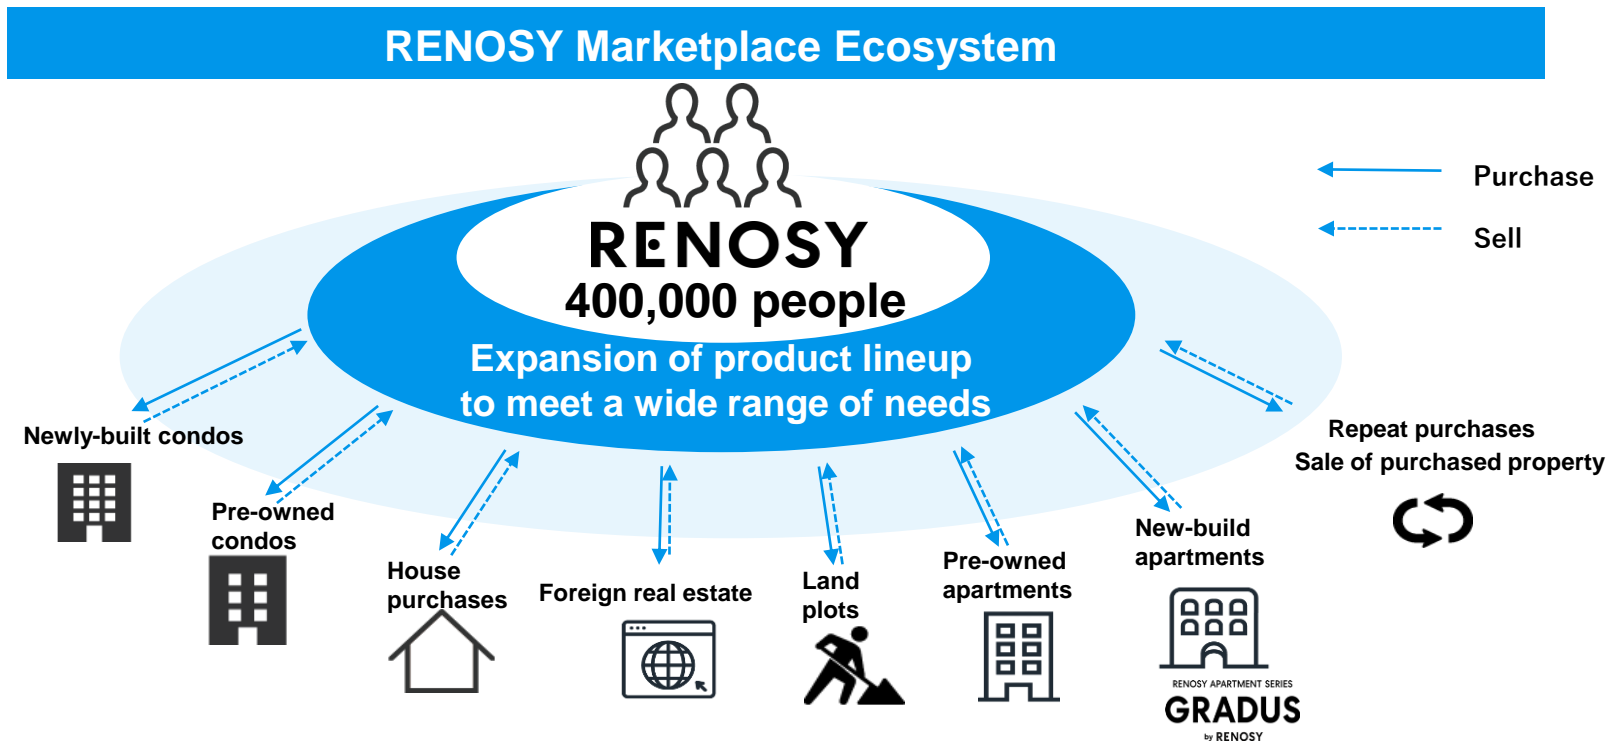 RENOSY Marketplace Ecosystem
Purchase
Sell
RENOSY
400,000 people
Expansion of product lineup
to meet a wide range of needs
Newly-built condos
Pre-owned
condos
House
purchases
Foreign real estate
Land
plots
Pre-owned
apartments
New-build
apartments
RENOSY APARTMENT SERIES
GRADUS
by RENOSY
Repeat purchases
Sale of purchased property